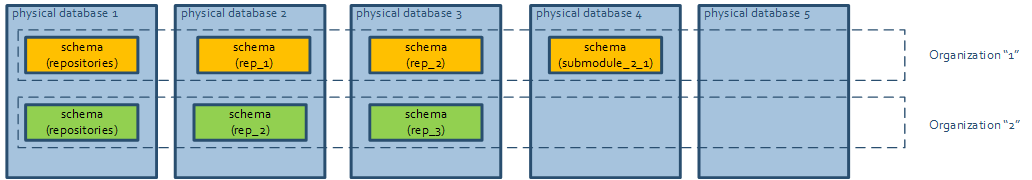 physical database 1
physical database 2
physical database 3
physical database 4
physical database 5
schema
(repositories)
schema
(rep_1)
schema
(rep_2)
schema
(submodule_2_1)
Organization “1”
schema
(repositories)
schema
(rep_2)
schema
(rep_3)
Organization “2”